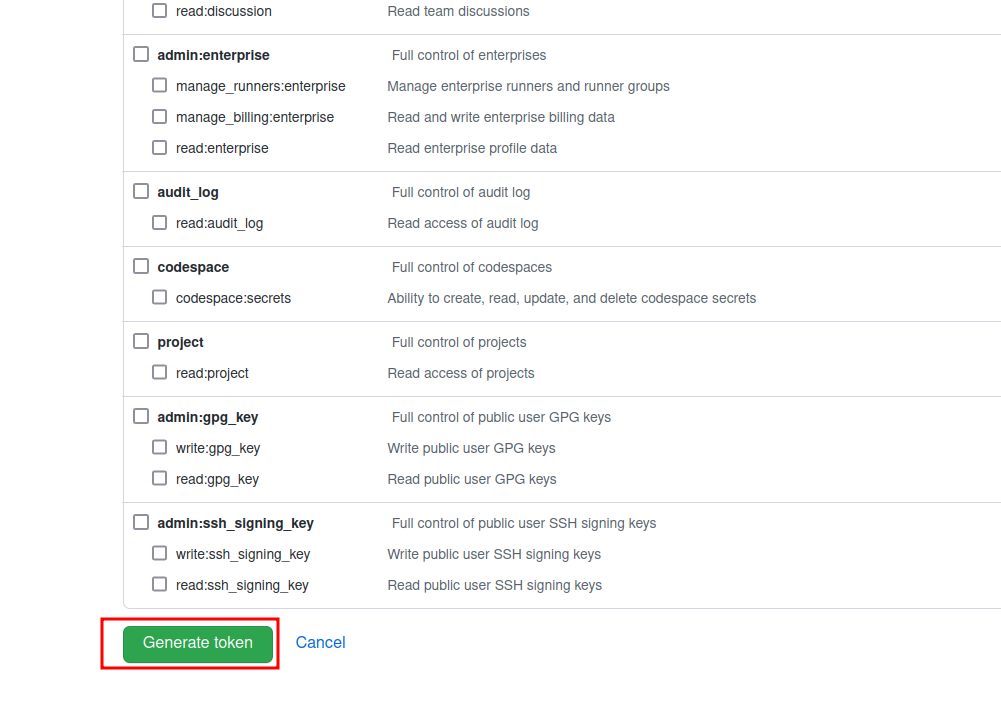 read:discussion Read team discussions
admin:enterprise Full control of enterprises
manage_runners:enterprise Manage enterprise runners and runner groups
manage_billing:enterprise Read and write enterprise billing data
read:enterprise Read enterprise profile data
audit_log Full control of audit log
read:audit_log Read access of audit log
codespace Full control of codespaces
codespace:secrets Ability to create, read, update, and delete codespace secrets
project Full control of projects
read:project Read access of projects
admin:gpg_key Full control of public user GPG keys
write:gpg_key Write public user GPG keys
read:gpg_key Read public user GPG keys
admin:ssh_signing_key Full control of public user SSH signing keys
write:ssh_signing_key Write public user SSH signing keys
read:ssh_signing_key Read public user SSH signing keys
Generate token Cancel